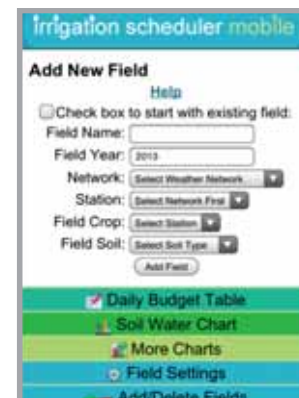 irrigation scheduler mobile
Add New Field
Help
Check box to start with existing field:
Field Name:
Field Year: 2013
Network: Select Weather Network
Station: Select Network First
Field Crop: Select Station
Field Soil: Select Soil Type
Add Field
Daily Budget Table
Soil Water Chart
More Charts
Field Settings
Add/Delete Fields